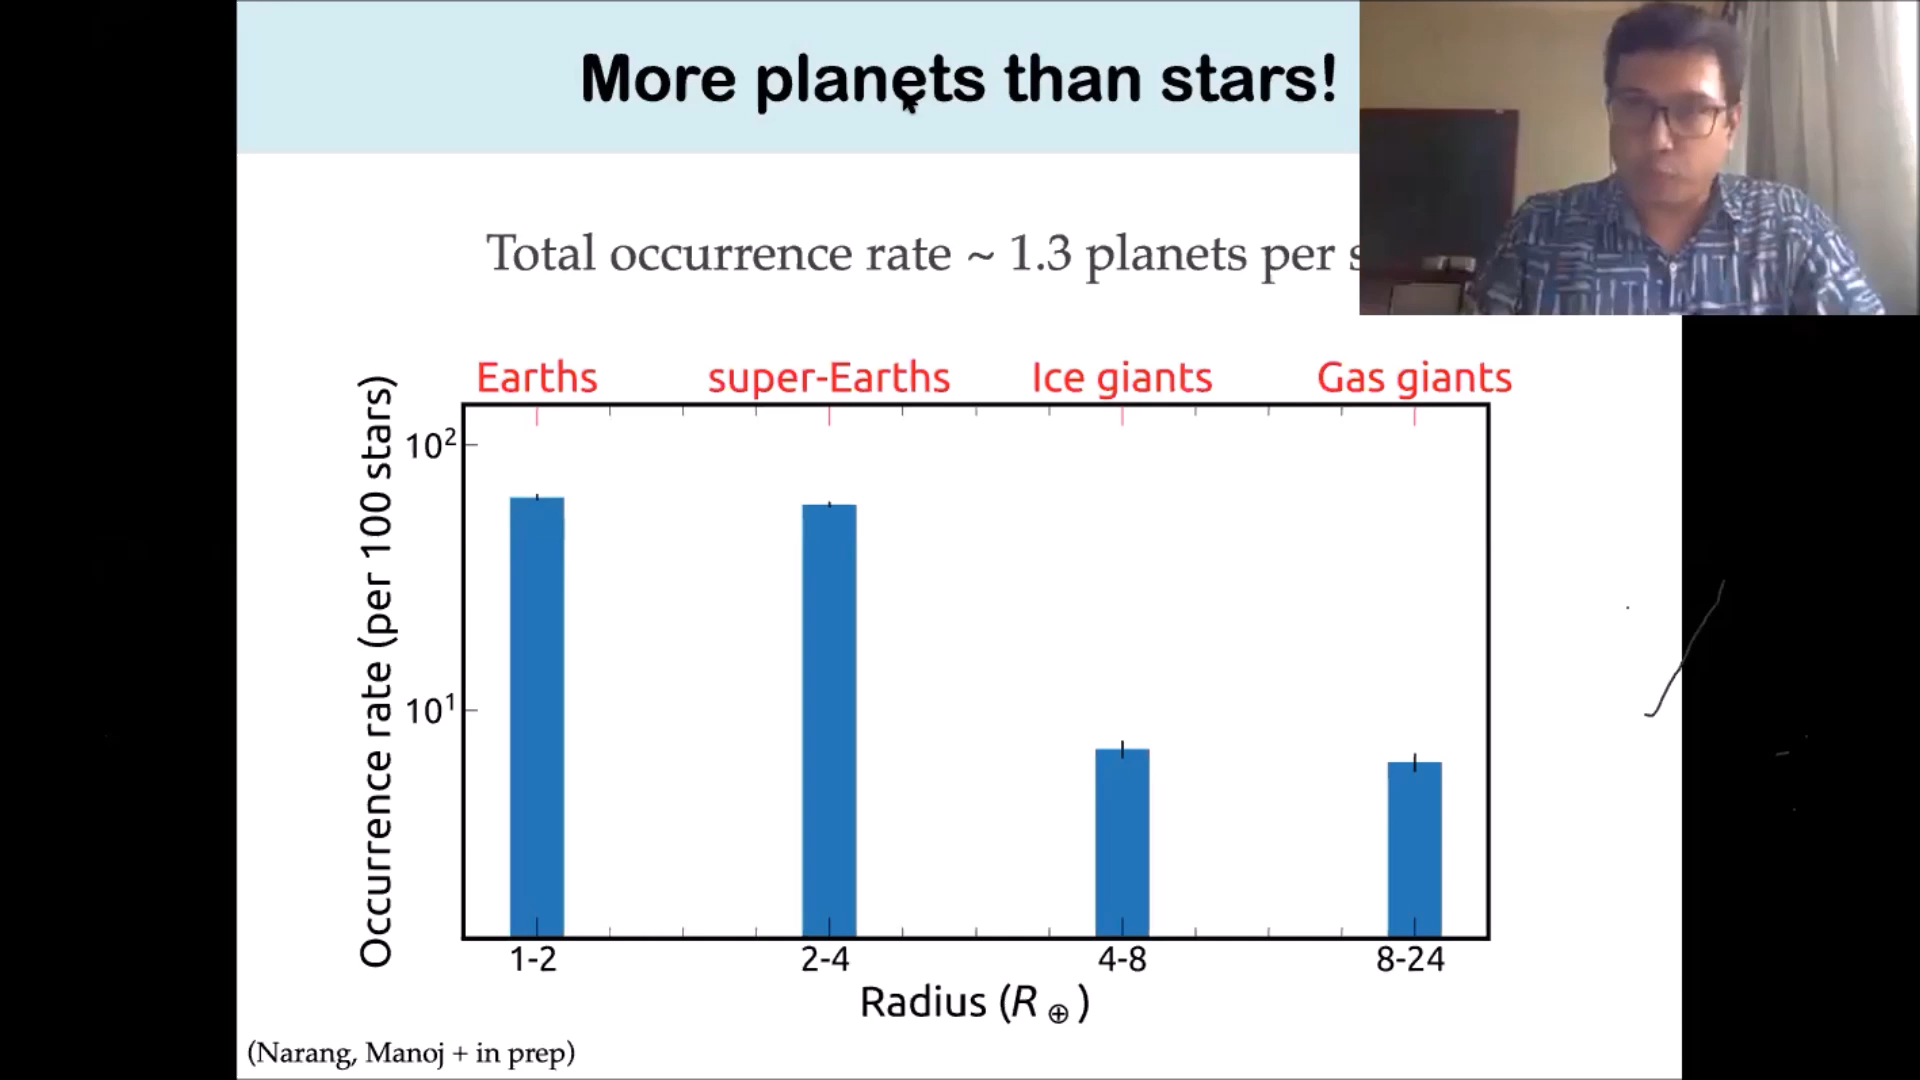 More planets than stars!
Total occurrence rate ~ 1.3 planets per
Earths super-Earths Ice giants Gas giants
Occurrence rate (per 100 stars)
10²
10¹
1-2 2-4 4-8 8-24
Radius (R⊕)
(Narang, Manoj + in prep)